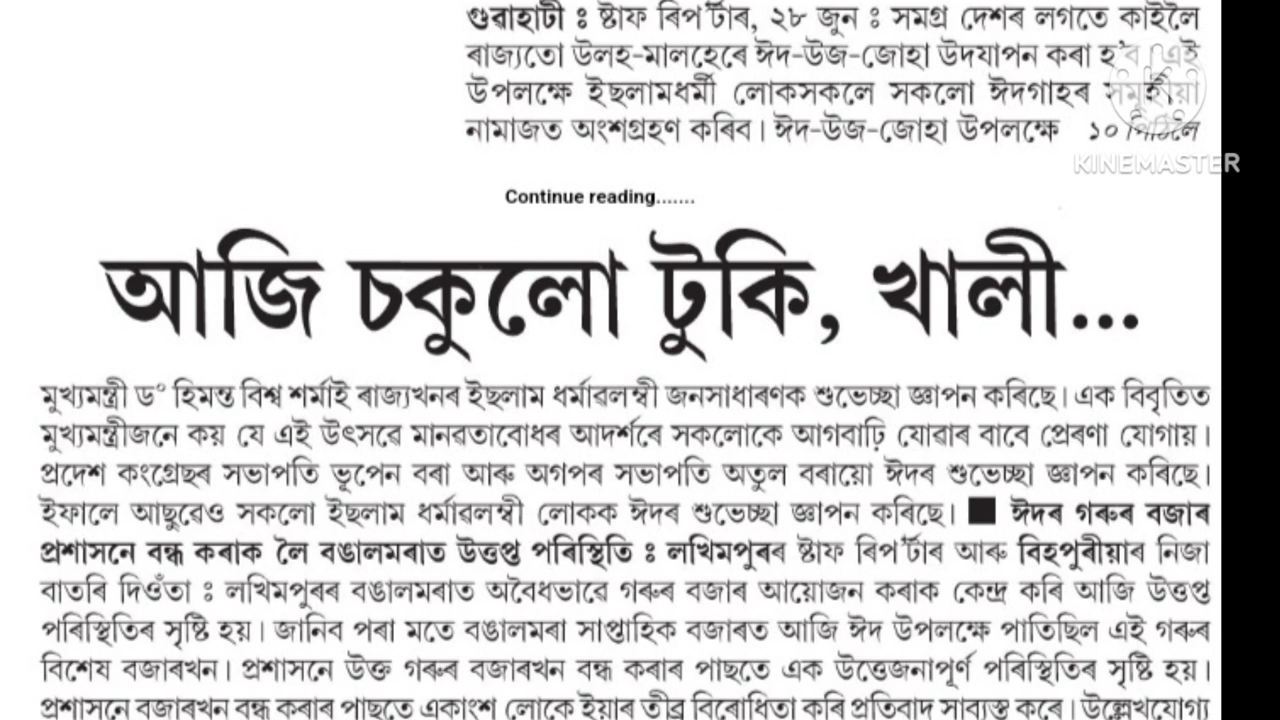 গুৱাহাটী ঃ ষ্টাফ ৰিপ'ৰ্টাৰ, ২৮ জুন ঃ সমগ্ৰ দেশৰ লগতে কাইলৈ
ৰাজ্যতো উলহ-মালহেৰে ঈদ-উজ-জোহা উদযাপন কৰা হ'ব। এই
উপলক্ষে ইছলামধৰ্মী লোকসকলে সকলো ঈদগাহৰ সমূহীয়া
নামাজত অংশগ্ৰহণ কৰিব। ঈদ-উজ-জোহা উপলক্ষে ১০ পিঠিলৈ
KINEMASTER
Continue reading.......
আজি চকুলো টুকি, খালী...
মুখ্যমন্ত্ৰী ড° হিমন্ত বিশ্ব শৰ্মাই ৰাজ্যখনৰ ইছলাম ধৰ্মাৱলম্বী জনসাধাৰণক শুভেচ্ছা জ্ঞাপন কৰিছে। এক বিবৃতিত
মুখ্যমন্ত্ৰীজনে কয় যে এই উৎসৱে মানৱতাবোধৰ আদৰ্শৰে সকলোকে আগবাঢ়ি যোৱাৰ বাবে প্ৰেৰণা যোগায়।
প্ৰদেশ কংগ্ৰেছৰ সভাপতি ভূপেন বৰা আৰু অগপৰ সভাপতি অতুল বৰায়ো ঈদৰ শুভেচ্ছা জ্ঞাপন কৰিছে।
ইফালে আছুৱেও সকলো ইছলাম ধৰ্মাৱলম্বী লোকক ঈদৰ শুভেচ্ছা জ্ঞাপন কৰিছে। ■ ঈদৰ গৰুৰ বজাৰ
প্ৰশাসনে বন্ধ কৰাক লৈ বঙালমৰাত উত্তপ্ত পৰিস্থিতি ঃ লখিমপুৰৰ ষ্টাফ ৰিপ'ৰ্টাৰ আৰু বিহপুৰীয়াৰ নিজা
বাতৰি দিওঁতা ঃ লখিমপুৰৰ বঙালমৰাত অবৈধভাৱে গৰুৰ বজাৰ আয়োজন কৰাক কেন্দ্ৰ কৰি আজি উত্তপ্ত
পৰিস্থিতিৰ সৃষ্টি হয়। জানিব পৰা মতে বঙালমৰা সাপ্তাহিক বজাৰত আজি ঈদ উপলক্ষে পাতিছিল এই গৰুৰ
বিশেষ বজাৰখন। প্ৰশাসনে উক্ত গৰুৰ বজাৰখন বন্ধ কৰাৰ পাছতে এক উত্তেজনাপূৰ্ণ পৰিস্থিতিৰ সৃষ্টি হয়।
প্ৰশাসনে বজাৰখন বন্ধ কৰাৰ পাছতে একাংশ লোকে ইয়াৰ তীব্ৰ বিৰোধিতা কৰি প্ৰতিবাদ সাব্যস্ত কৰে। উল্লেখযোগ্য